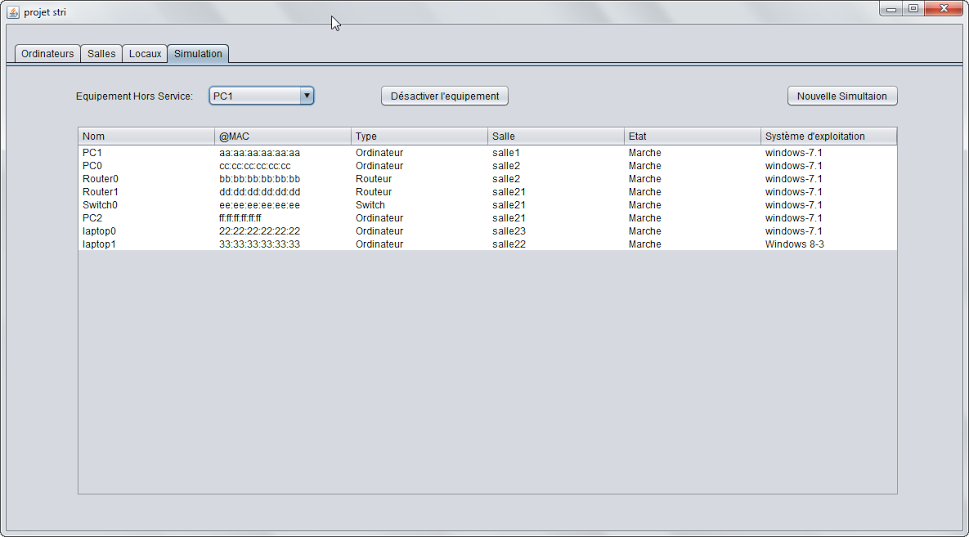 projet stri
Ordinateurs Salles Locaux Simulation
Equipement Hors Service: PC1 Désactiver l'equipement Nouvelle Simultaion
Nom @MAC Type Salle Etat Système d'exploitation
PC1 aa:aa:aa:aa:aa:aa Ordinateur salle1 Marche windows-7.1
PC0 cc:cc:cc:cc:cc:cc Ordinateur salle2 Marche windows-7.1
Router0 bb:bb:bb:bb:bb:bb Routeur salle2 Marche windows-7.1
Router1 dd:dd:dd:dd:dd:dd Routeur salle21 Marche windows-7.1
Switch0 ee:ee:ee:ee:ee:ee Switch salle21 Marche windows-7.1
PC2 ff:ff:ff:ff:ff:ff Ordinateur salle21 Marche windows-7.1
laptop0 22:22:22:22:22:22 Ordinateur salle23 Marche windows-7.1
laptop1 33:33:33:33:33:33 Ordinateur salle22 Marche Windows 8-3